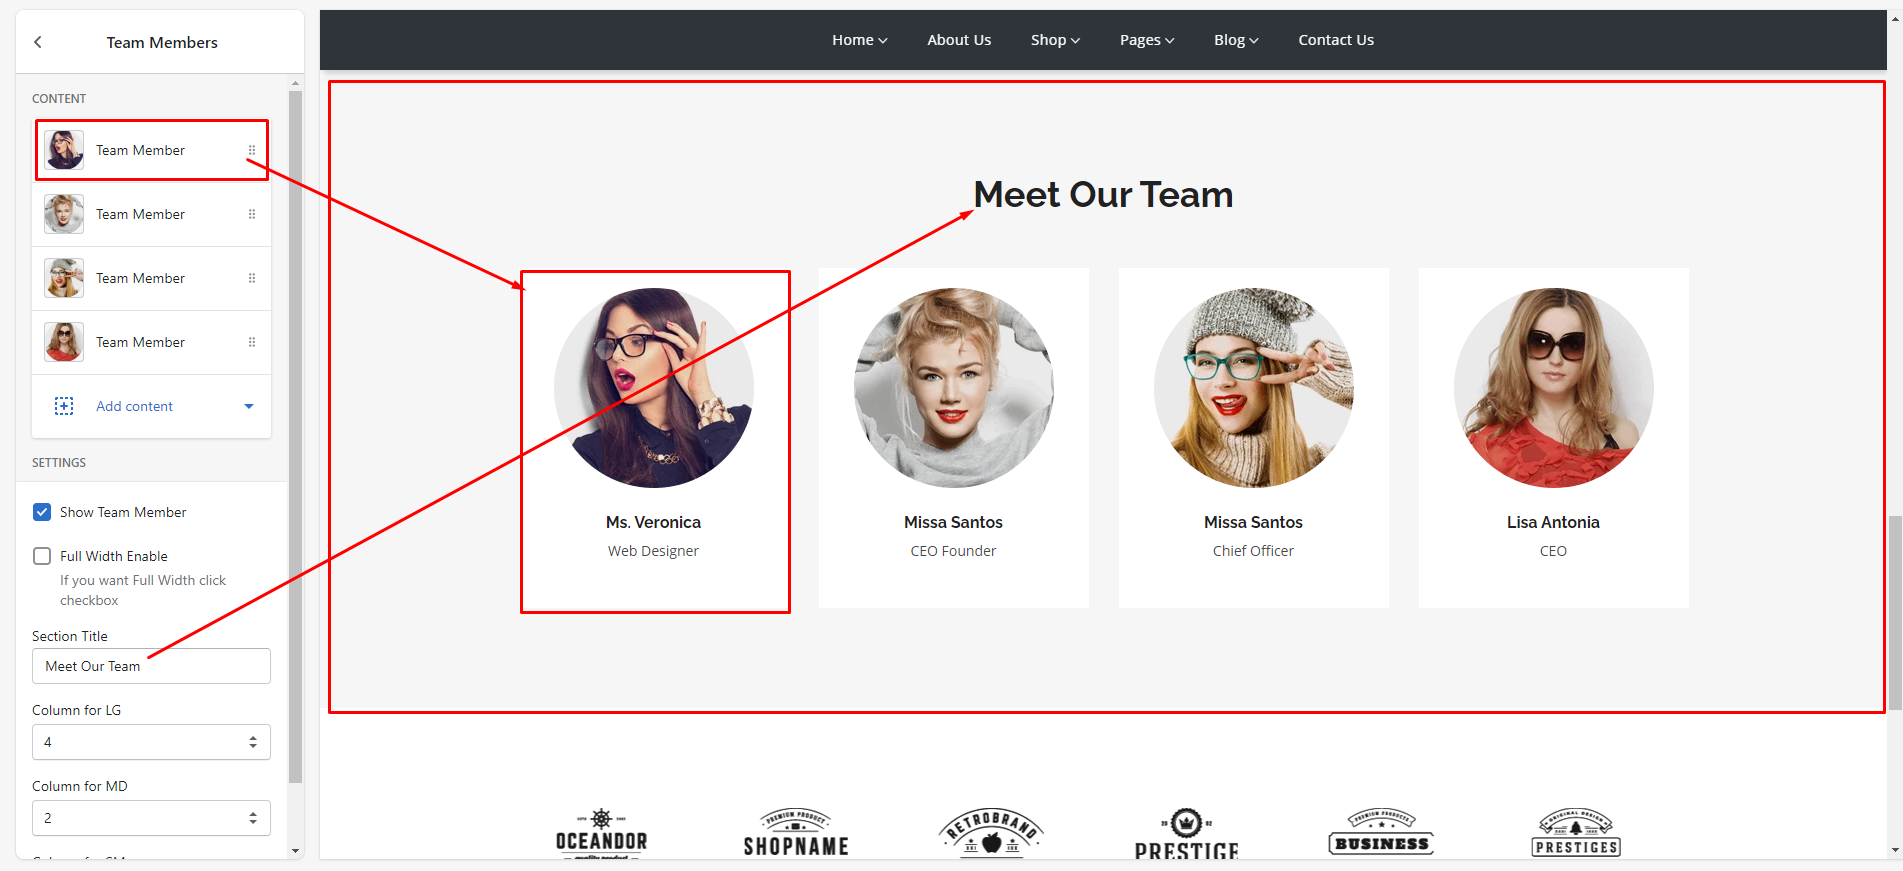 Team Members
CONTENT
Team Member
Team Member
Team Member
Team Member
Add content
SETTINGS
Show Team Member
Full Width Enable
If you want Full Width click
checkbox
Section Title
Meet Our Team
Column for LG
4
Column for MD
2
Home
About Us
Shop
Pages
Blog
Contact Us
Meet Our Team
Ms. Veronica
Web Designer
Missa Santos
CEO Founder
Missa Santos
Chief Officer
Lisa Antonia
CEO
OCEANDOR
quality product
PREMIUM PRODUCT
SHOPNAME
RETROBRAND
PRESTIGE
PREMIUM PRODUCTS
BUSINESS
ORIGINAL DESIGN
PRESTIGES